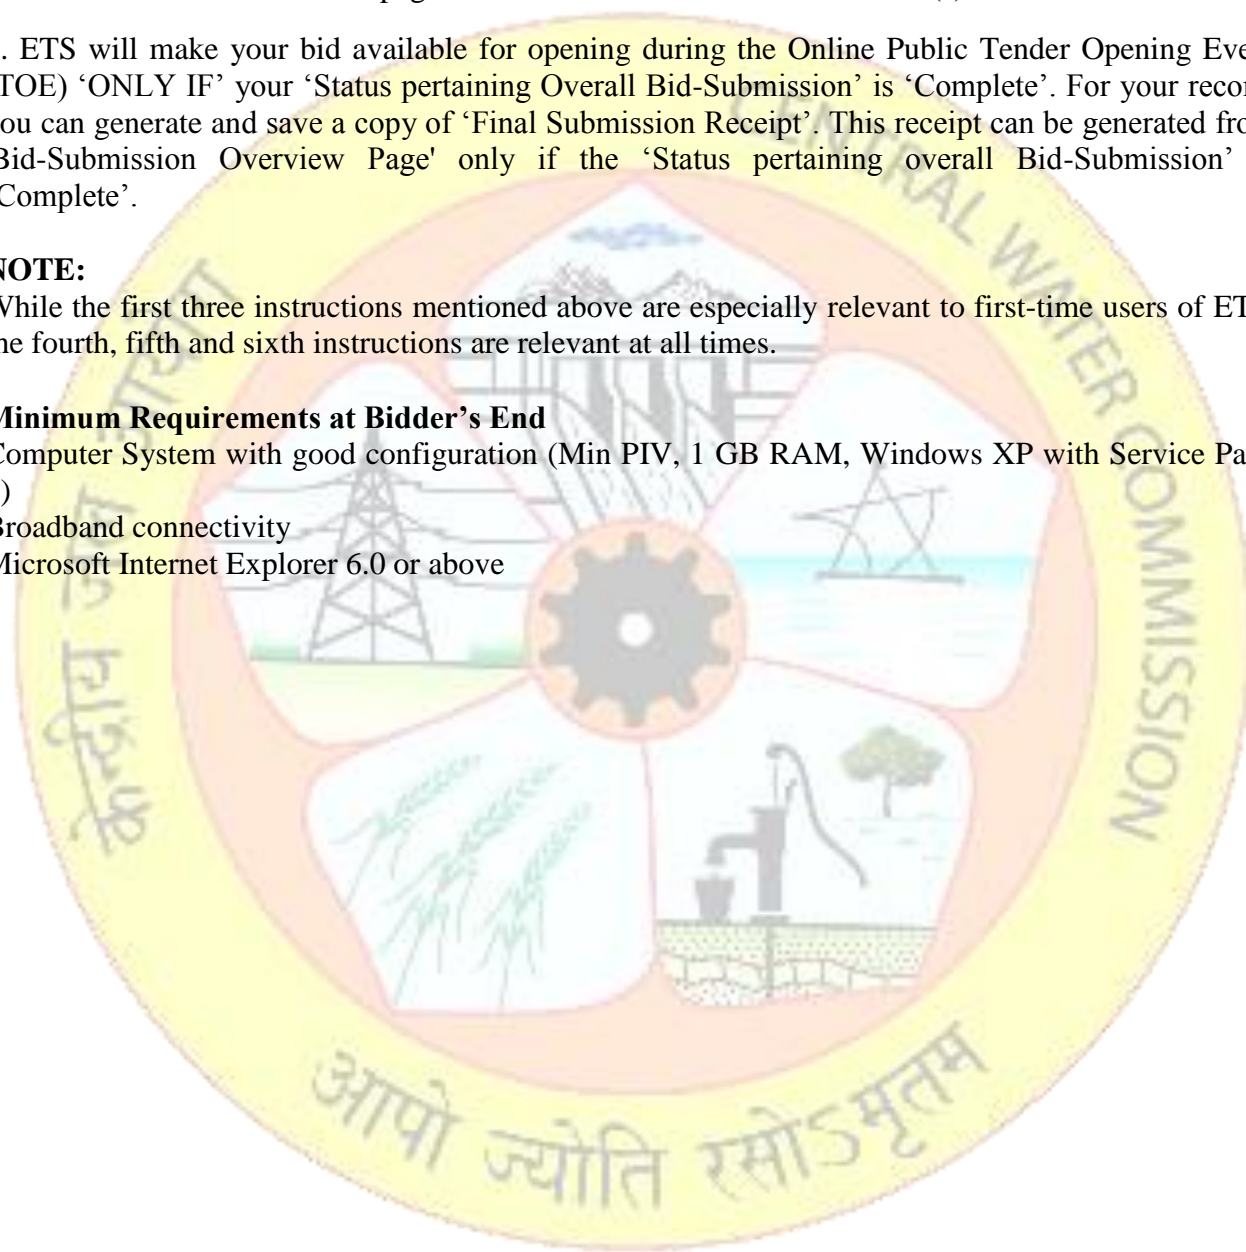 . ETS will make your bid available for opening during the Online Public Tender Opening Eve
TOE) ‘ONLY IF’ your ‘Status pertaining Overall Bid-Submission’ is ‘Complete’. For your recor
ou can generate and save a copy of ‘Final Submission Receipt’. This receipt can be generated fro
Bid-Submission Overview Page' only if the ‘Status pertaining overall Bid-Submission’
Complete’.
NOTE:
While the first three instructions mentioned above are especially relevant to first-time users of ET
he fourth, fifth and sixth instructions are relevant at all times.
Minimum Requirements at Bidder’s End
Computer System with good configuration (Min PIV, 1 GB RAM, Windows XP with Service Pa
)
Broadband connectivity
Microsoft Internet Explorer 6.0 or above
केन्द्रीय जल आयोग
CENTRAL WATER COMMISSION
आपो ज्योति रसोऽमृतम